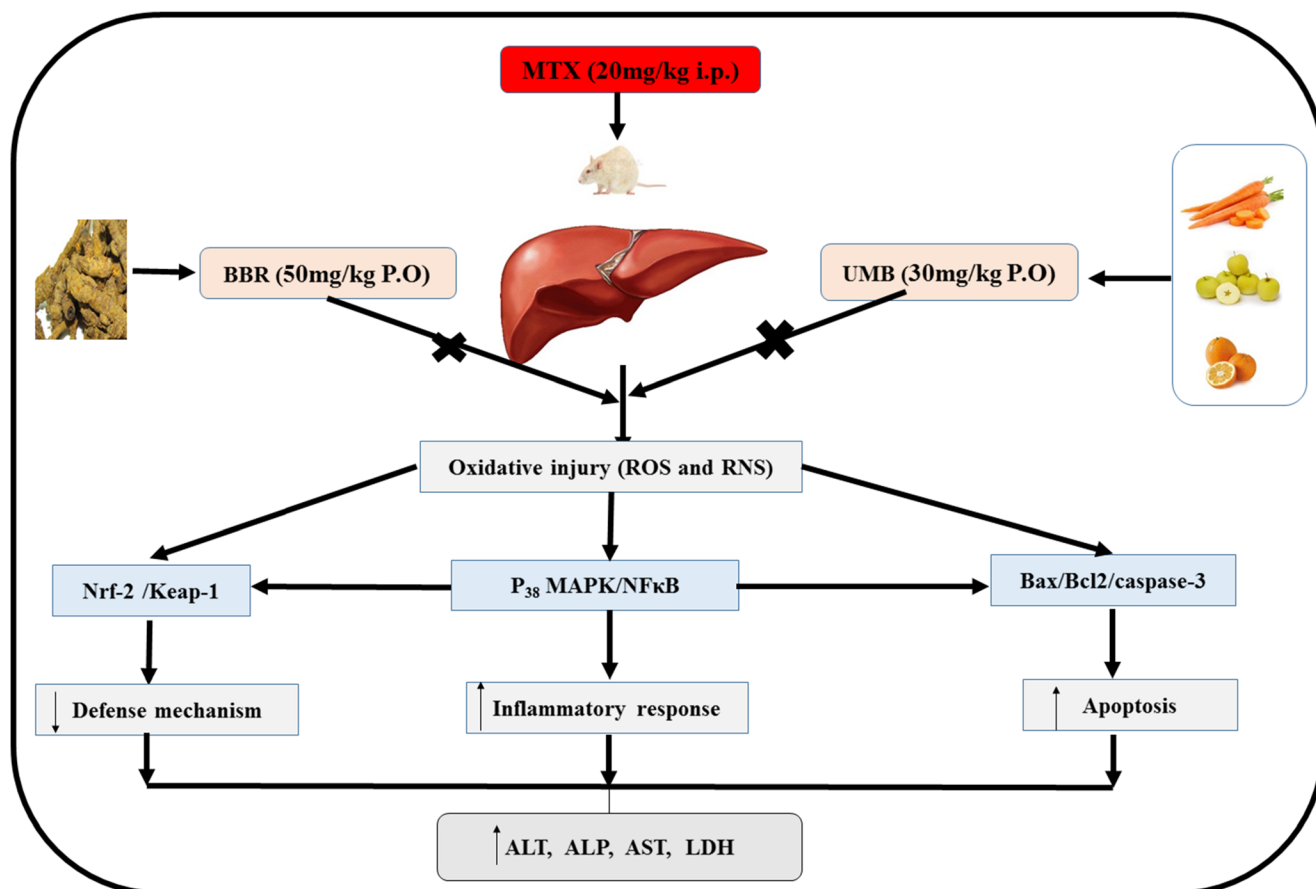 MTX (20mg/kg i.p.)
BBR (50mg/kg P.O)
UMB (30mg/kg P.O)
Oxidative injury (ROS and RNS)
Nrf-2 /Keap-1
P₃₈ MAPK/NFκB
Bax/Bcl2/caspase-3
↓ Defense mechanism
↑ Inflammatory response
↑ Apoptosis
↑ ALT, ALP, AST, LDH